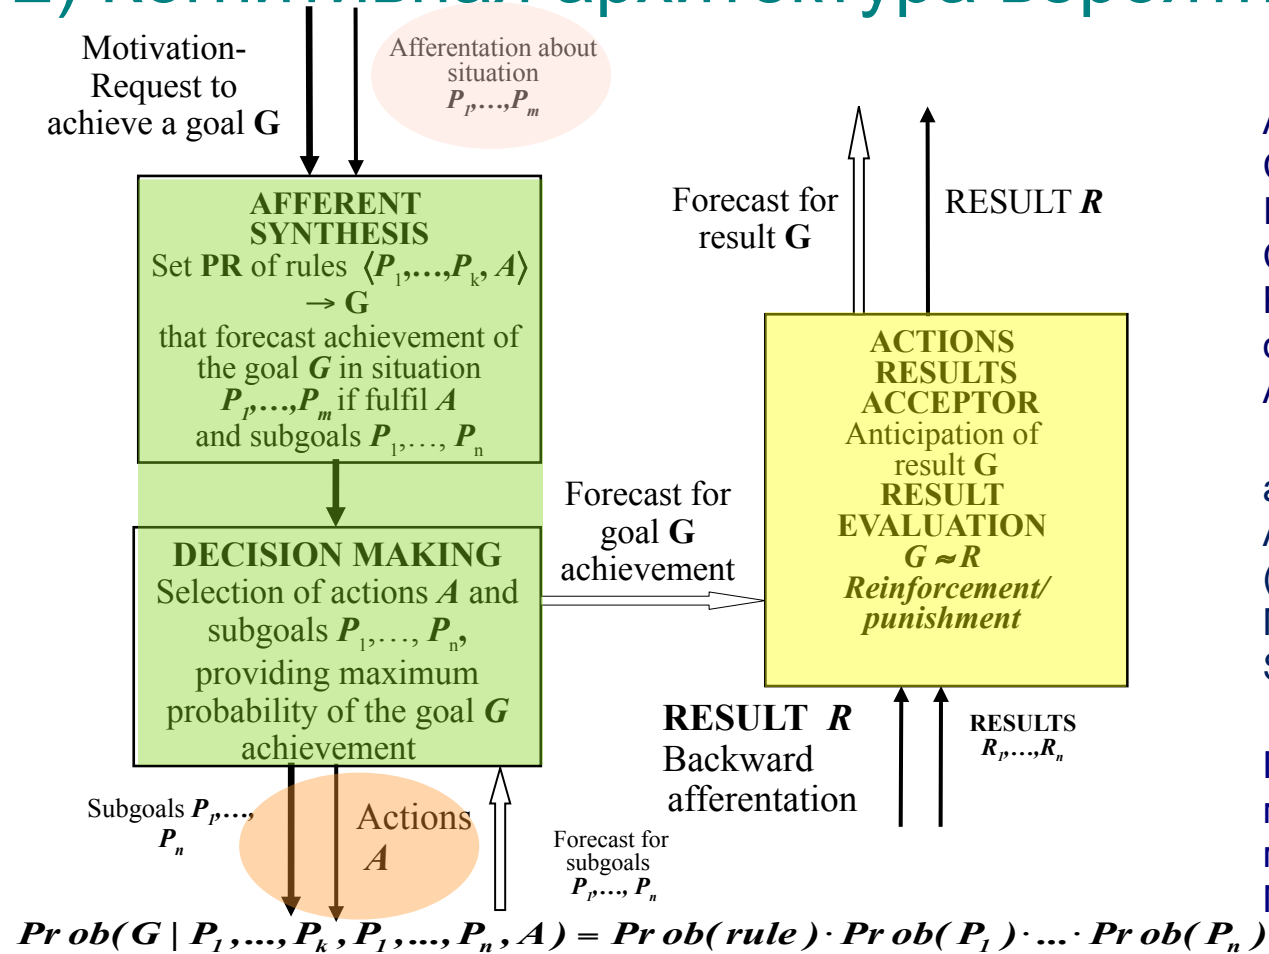 Motivation-
Request to
achieve a goal G
Afferentation about
situation
P1,…,Pm
AFFERENT
SYNTHESIS
Set PR of rules ⟨P1,…,Pk, A⟩
→ G
that forecast achievement of
the goal G in situation
P1,…,Pm if fulfil A
and subgoals P1,…, Pn
DECISION MAKING
Selection of actions A and
subgoals P1,…, Pn,
providing maximum
probability of the goal G
achievement
Subgoals P1,…,
Pn
Actions
A
Forecast for
subgoals
P1,…, Pn
Forecast for
goal G
achievement
Forecast for
result G
RESULT R
ACTIONS
RESULTS
ACCEPTOR
Anticipation of
result G
RESULT
EVALUATION
G ≈ R
Reinforcement/
punishment
RESULT R
Backward
afferentation
RESULTS
R1,…,Rn
Prob(G | P1,...,Pk,P1,...,Pn,A) = Prob(rule)· Prob(P1)·...· Prob(Pn)